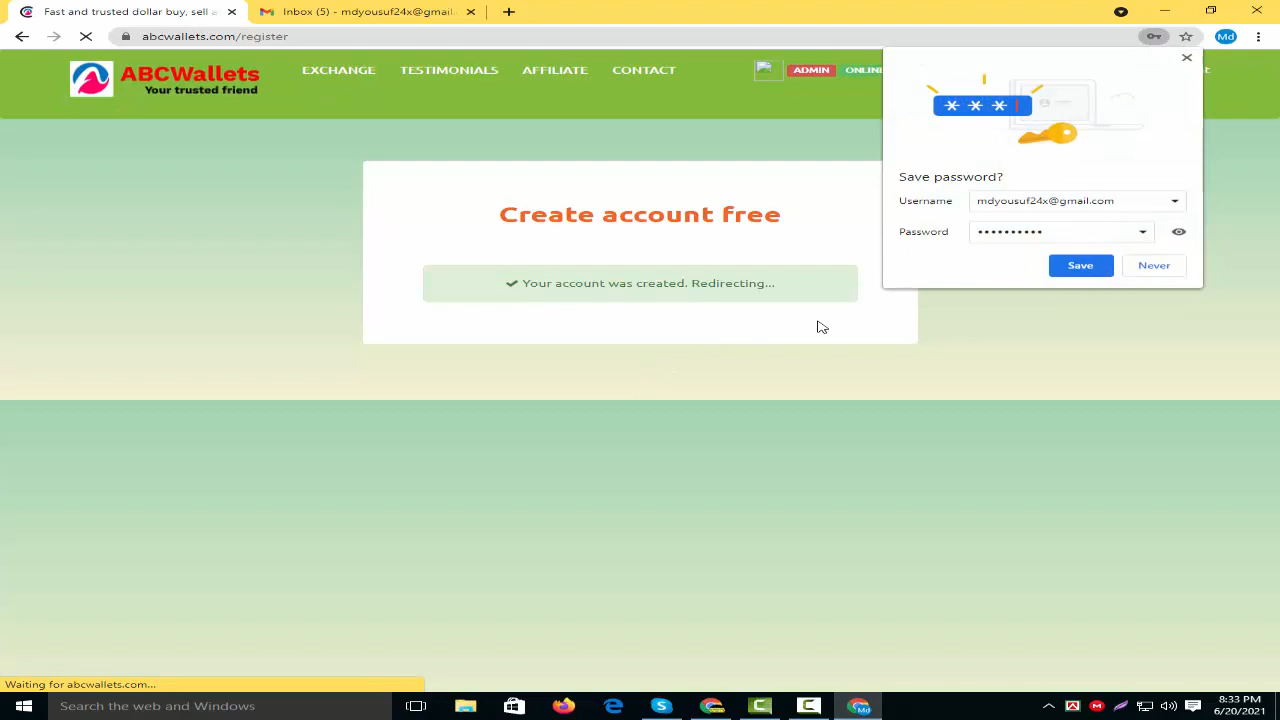 Fast and trusted dollar buy, sell a
Inbox (5) - mdyousuf24x@gmail.
abcwallets.com/register
Md
ABCWallets
Your trusted friend
EXCHANGE
TESTIMONIALS
AFFILIATE
CONTACT
ADMIN
ONLINE
Save password?
Username
mdyousuf24x@gmail.com
Password
••••••••••
Save
Never
Create account free
✔ Your account was created. Redirecting...
Waiting for abcwallets.com...
Search the web and Windows
8:33 PM
6/20/2021